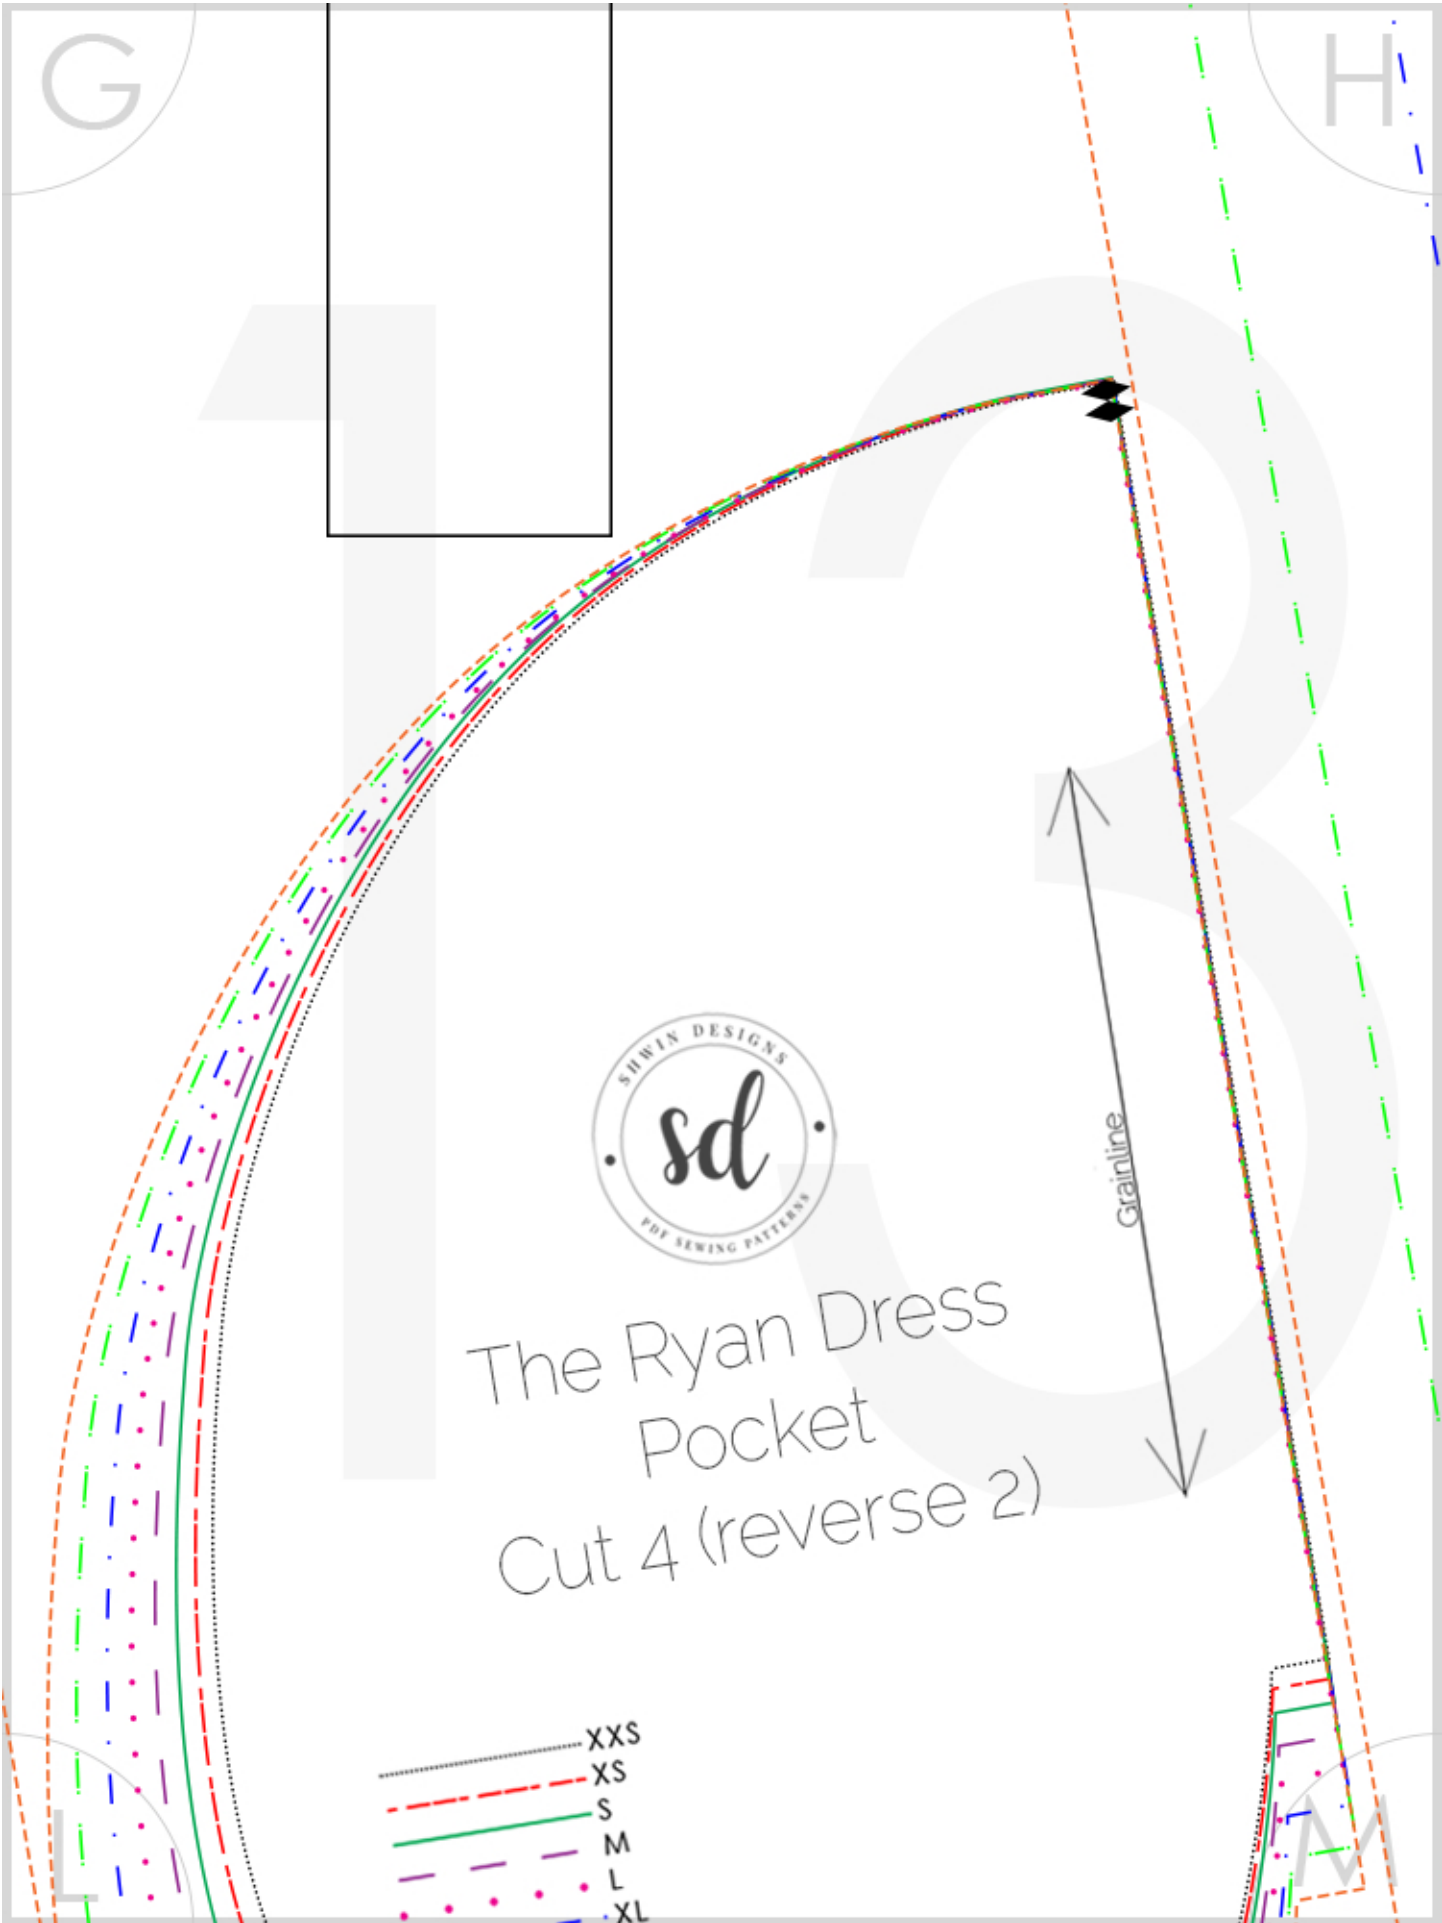 G
H
13
SHWIN DESIGNS
sd
PDF SEWING PATTERNS
Grainline
The Ryan Dress
Pocket
Cut 4 (reverse 2)
XXS
XS
S
M
L
XL
L
M